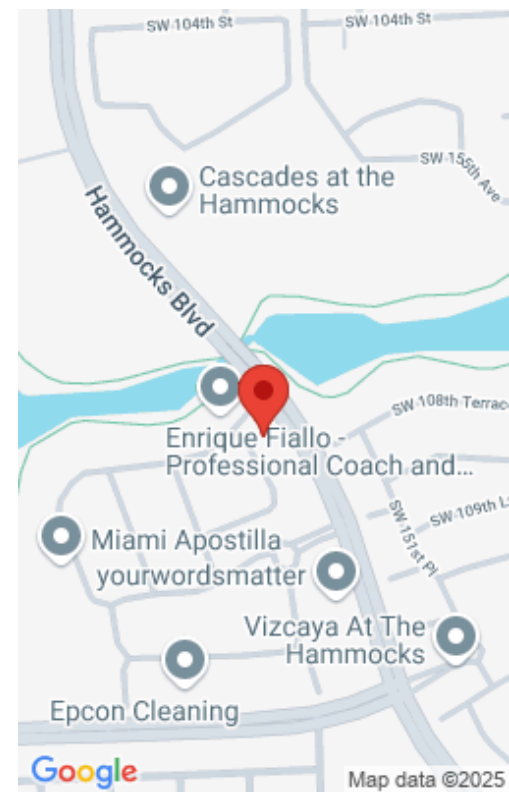 SW 104th St
SW 104th St
SW 155th Ave
Cascades at the
Hammocks
Hammocks Blvd
SW 108th Terrace
Enrique Fiallo -
Professional Coach and...
SW 109th L
SW 151st Pl
Miami Apostilla
yourwordsmatter
Vizcaya At The
Hammocks
Epcon Cleaning
Google
Map data ©2025